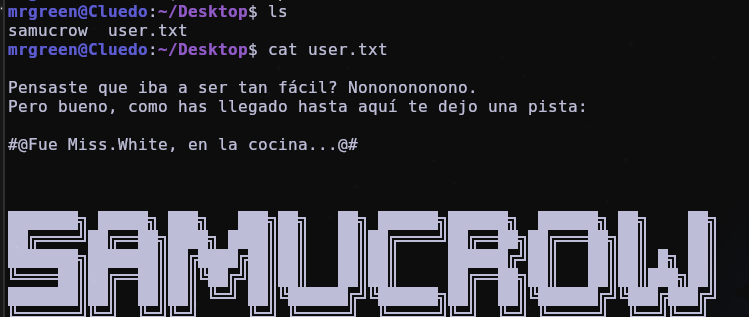 mrgreen@Cluedo:~/Desktop$ ls
samucrow  user.txt
mrgreen@Cluedo:~/Desktop$ cat user.txt
Pensaste que iba a ser tan fácil? Nonononononono.
Pero bueno, como has llegado hasta aquí te dejo una pista:
#@Fue Miss.White, en la cocina...@#
SAMUCROW